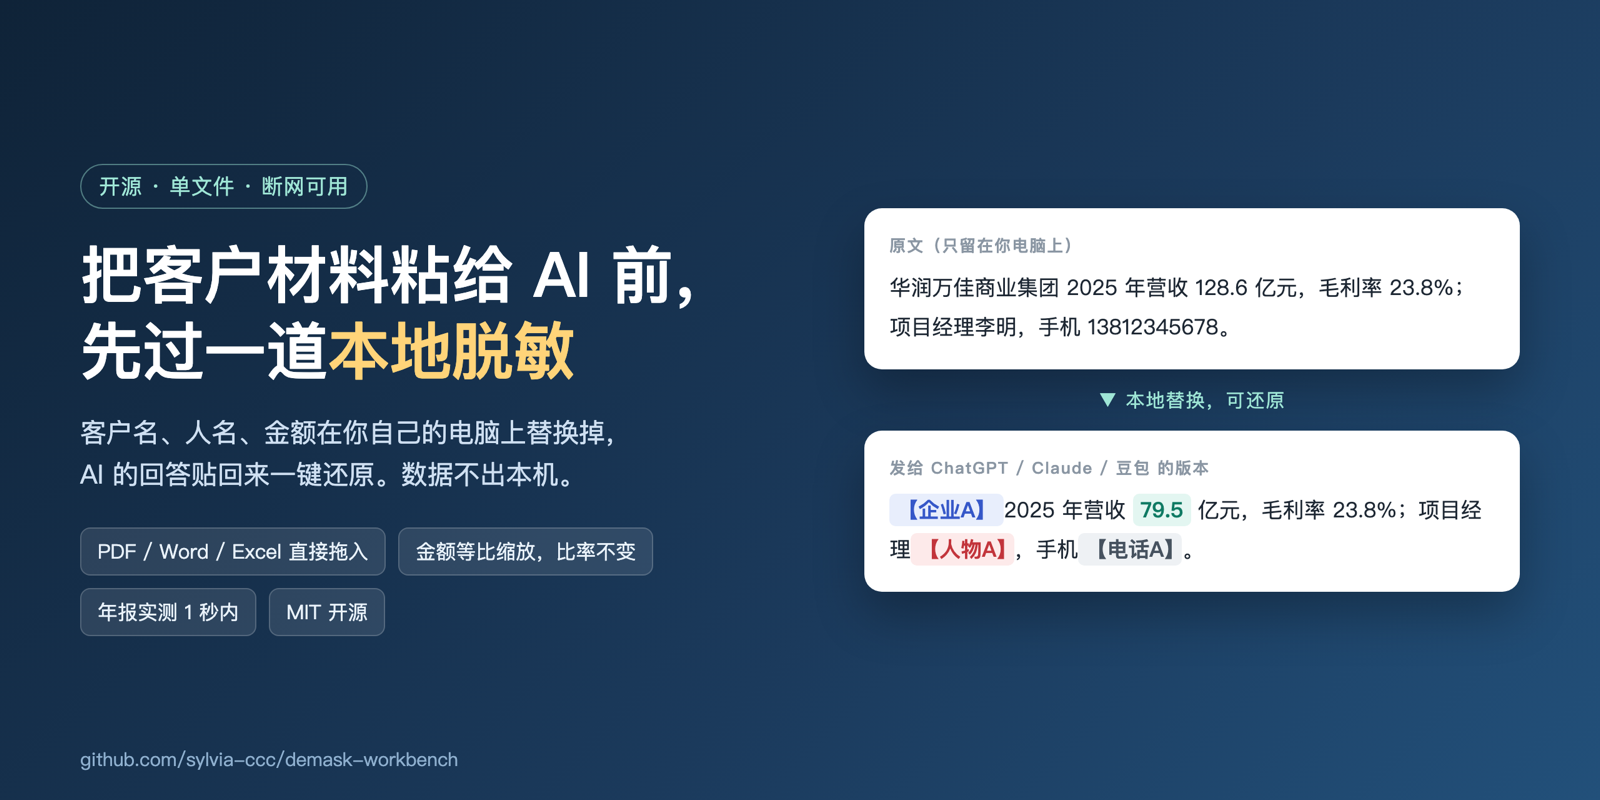 开源 · 单文件 · 断网可用
把客户材料粘给 AI 前，
先过一道本地脱敏
客户名、人名、金额在你自己的电脑上替换掉，
AI 的回答贴回来一键还原。数据不出本机。
PDF / Word / Excel 直接拖入
金额等比缩放，比率不变
年报实测 1 秒内
MIT 开源
github.com/sylvia-ccc/demask-workbench
原文（只留在你电脑上）
华润万佳商业集团 2025 年营收 128.6 亿元，毛利率 23.8%；
项目经理李明，手机 13812345678。
▼ 本地替换，可还原
发给 ChatGPT / Claude / 豆包 的版本
【企业A】2025 年营收 79.5 亿元，毛利率 23.8%；项目经
理【人物A】，手机【电话A】。